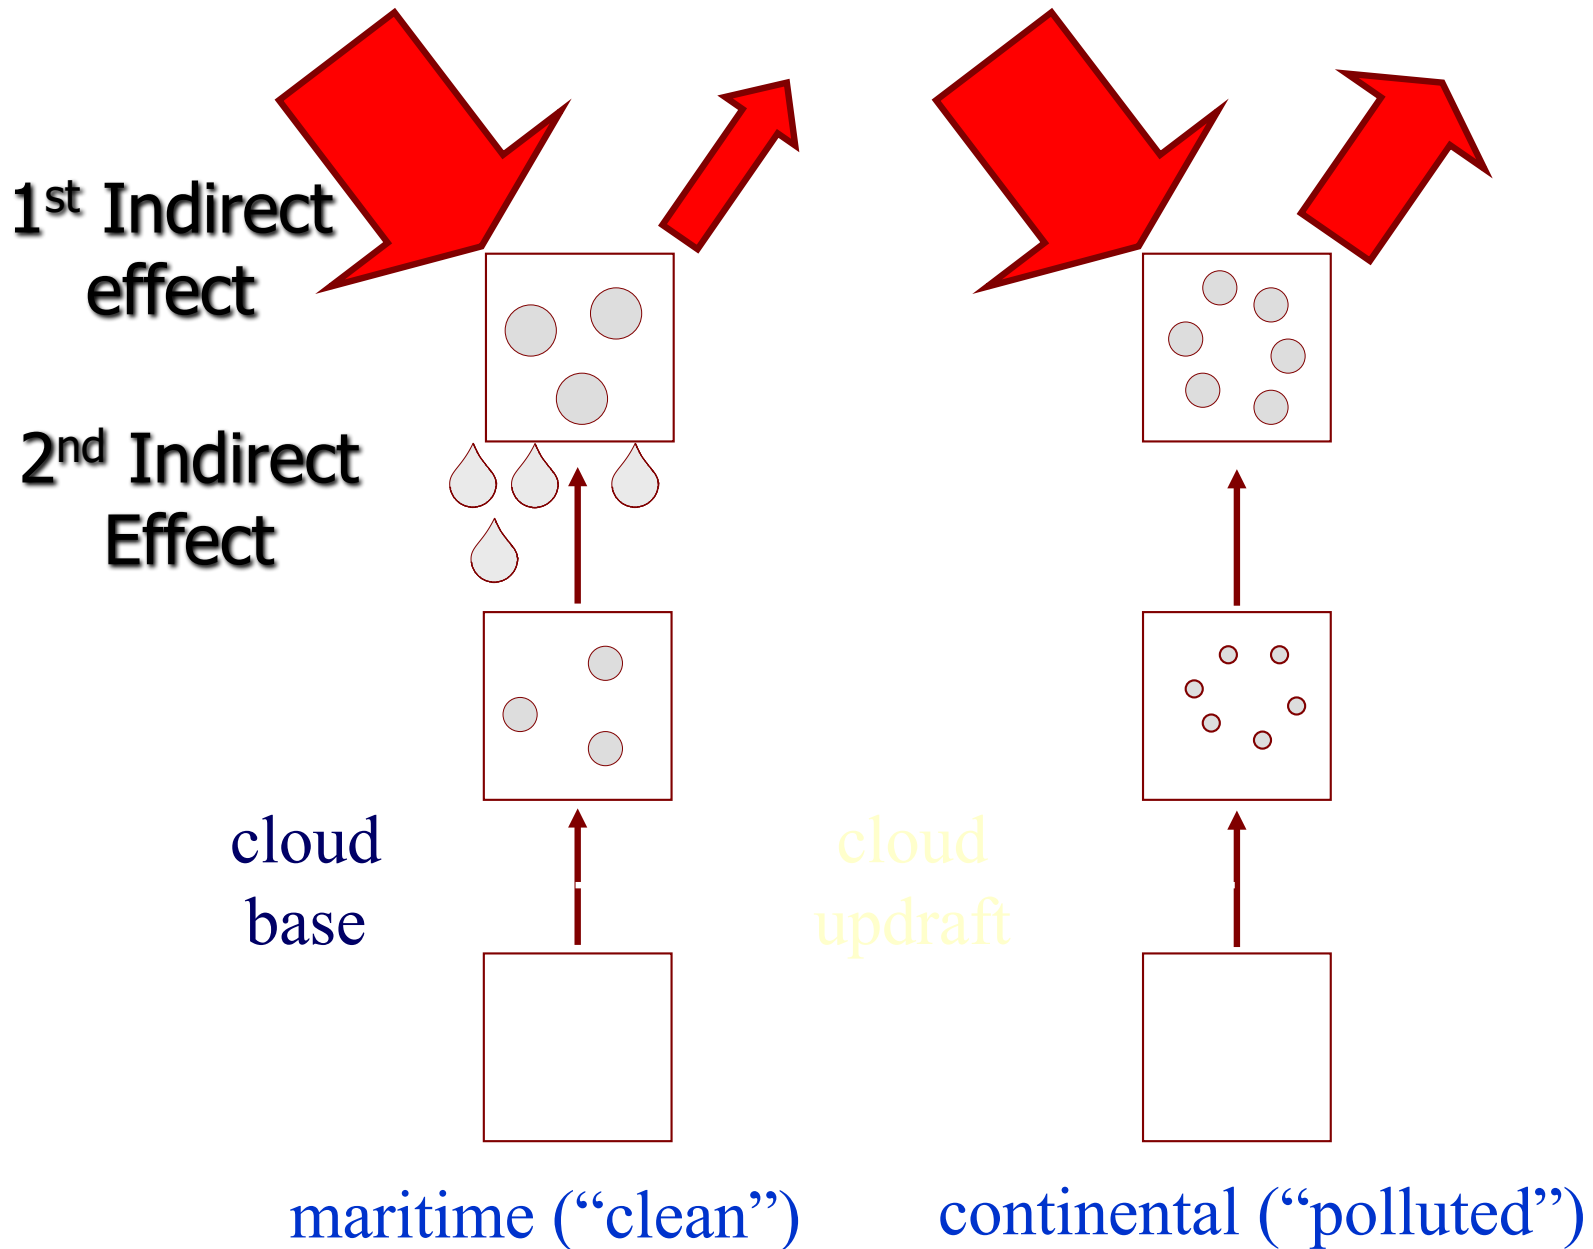 1st Indirect
effect
2nd Indirect
Effect
cloud
base
cloud
updraft
maritime (“clean”)
continental (“polluted”)